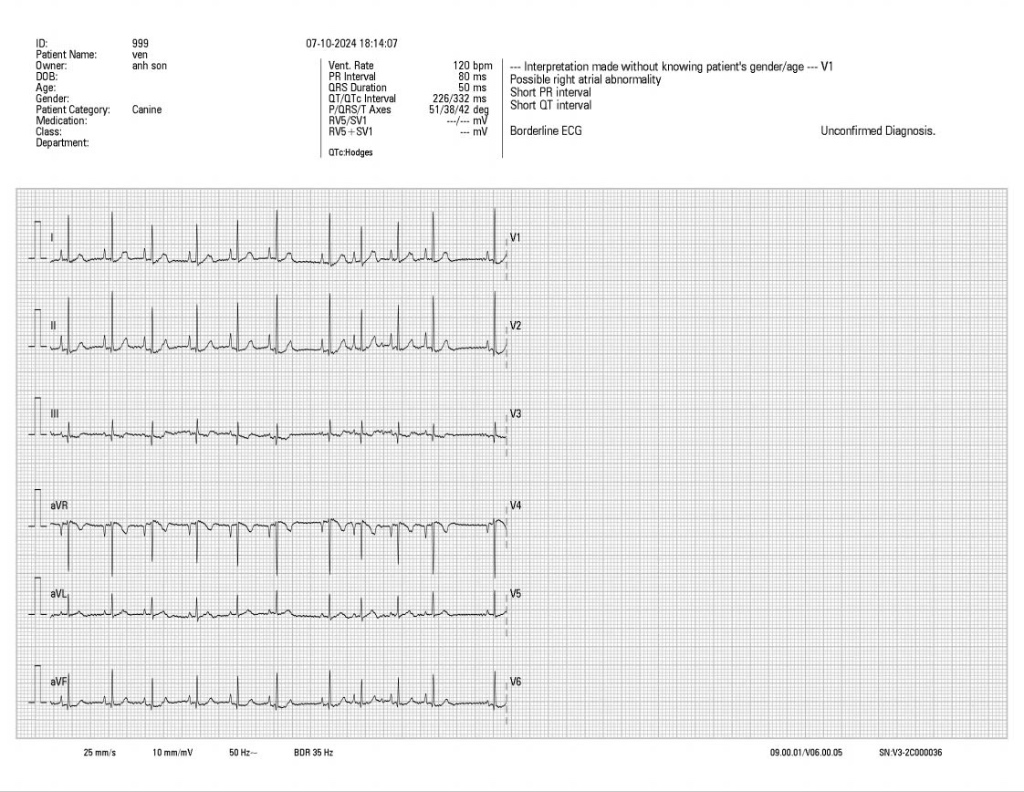 ID: 999
Patient Name: ven
Owner: anh son
DOB:
Age:
Gender:
Patient Category: Canine
Medication:
Class:
Department:
07-10-2024 18:14:07
Vent. Rate 120 bpm
PR Interval 80 ms
QRS Duration 50 ms
QT/QTc Interval 226/332 ms
P/QRS/T Axes 51/38/42 deg
RV5/SV1 ---/--- mV
RV5+SV1 --- mV
QTc:Hodges
--- Interpretation made without knowing patient's gender/age --- V1
Possible right atrial abnormality
Short PR interval
Short QT interval
Borderline ECG Unconfirmed Diagnosis.
I V1
II V2
III V3
aVR V4
aVL V5
aVF V6
25 mm/s 10 mm/mV 50 Hz~ BDR 35 Hz 09.00.01/V06.00.05 SN:V3-2C000036